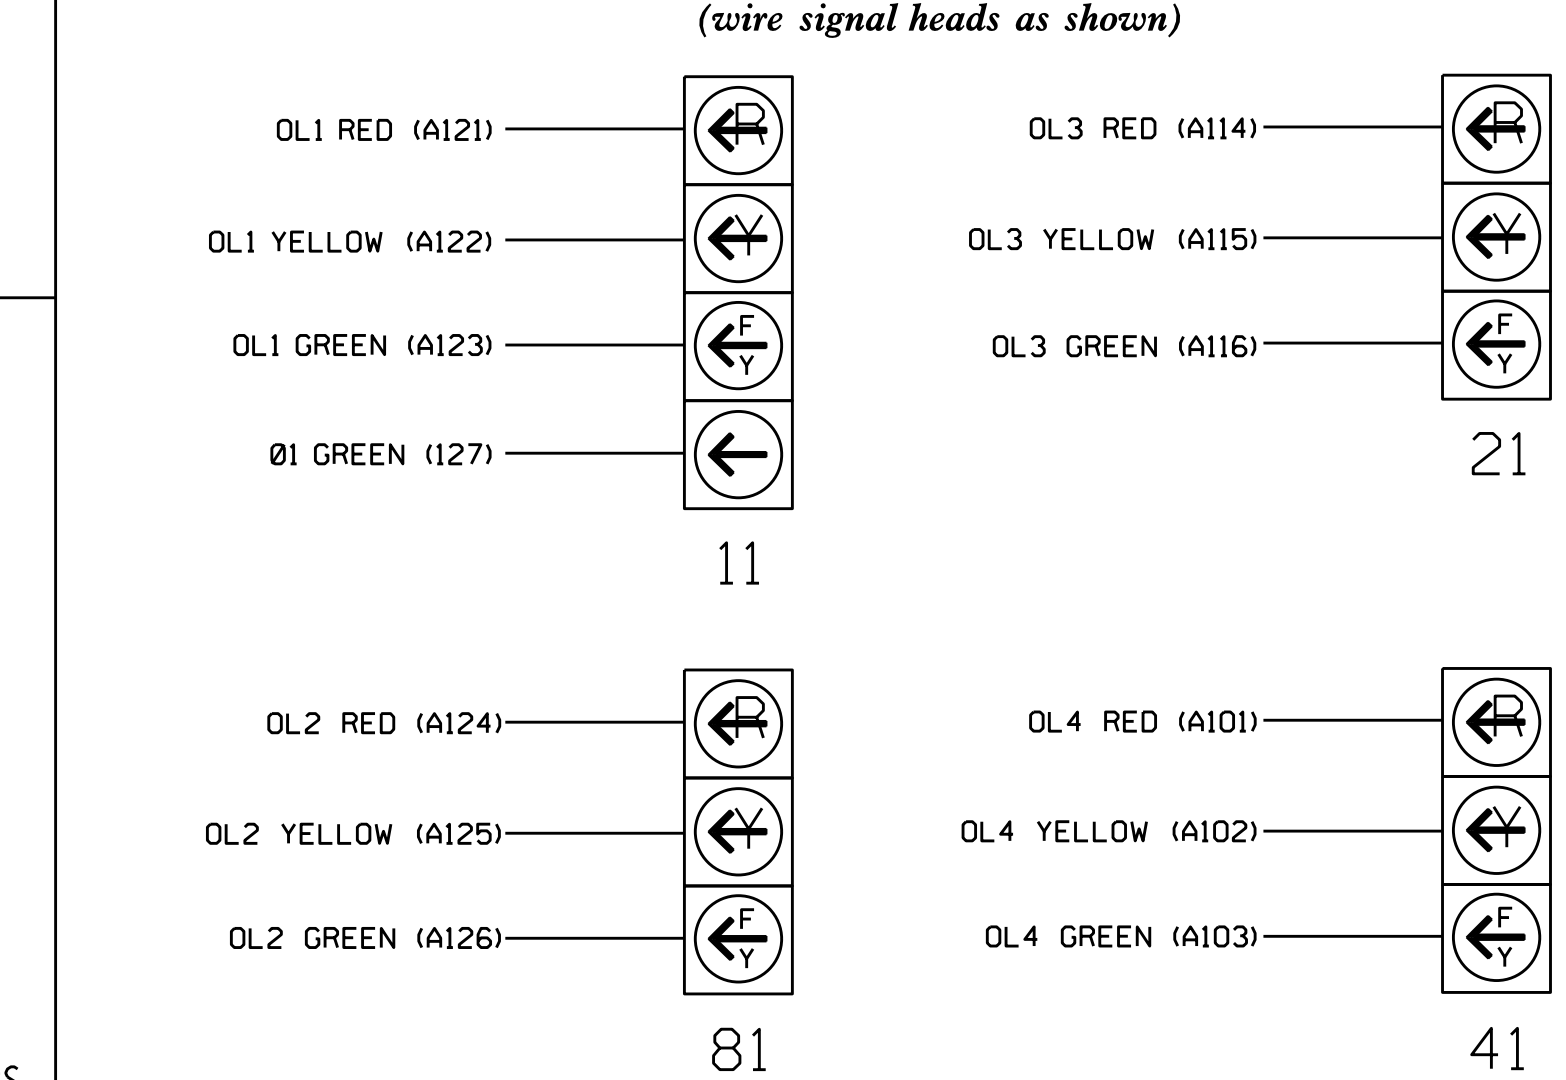 (wire signal heads as shown)
OL1 RED (A121)
R
OL1 YELLOW (A122)
Y
OL1 GREEN (A123)
F
Y
Ø1 GREEN (127)
11
OL3 RED (A114)
R
OL3 YELLOW (A115)
Y
OL3 GREEN (A116)
F
Y
21
OL2 RED (A124)
R
OL2 YELLOW (A125)
Y
OL2 GREEN (A126)
F
Y
81
OL4 RED (A101)
R
OL4 YELLOW (A102)
Y
OL4 GREEN (A103)
F
Y
41